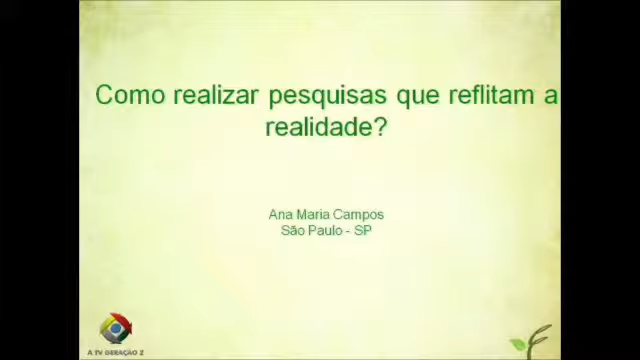 Como realizar pesquisas que reflitam a
realidade?
Ana Maria Campos
São Paulo - SP
A TV GERAÇÃO Z